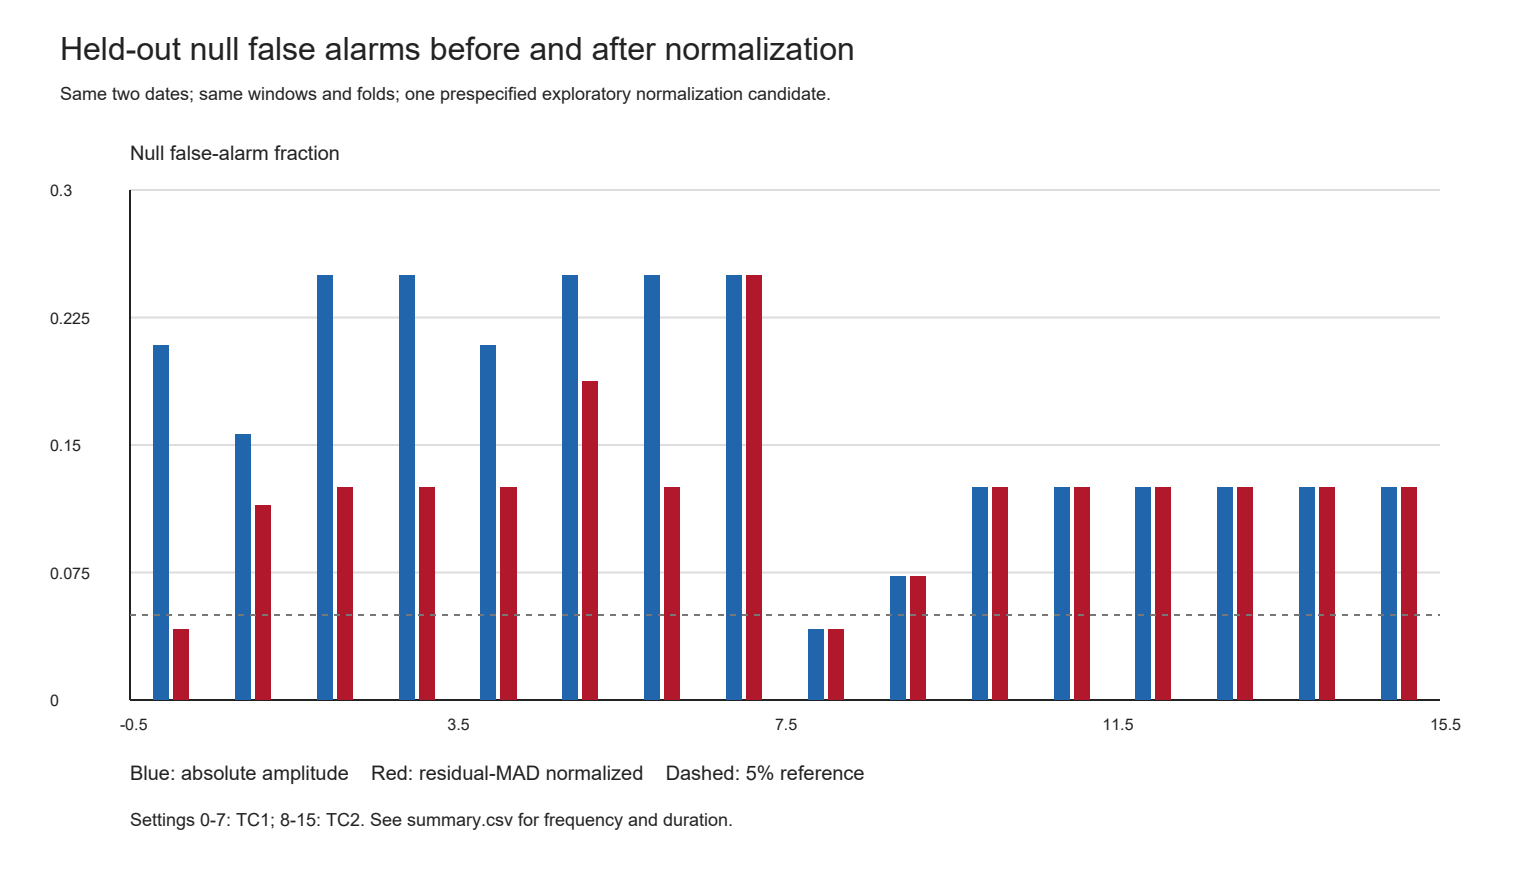 Held-out null false alarms before and after normalization
Same two dates; same windows and folds; one prespecified exploratory normalization candidate.
Null false-alarm fraction
0.3
0.225
0.15
0.075
0
-0.5 3.5 7.5 11.5 15.5
Blue: absolute amplitude Red: residual-MAD normalized Dashed: 5% reference
Settings 0-7: TC1; 8-15: TC2. See summary.csv for frequency and duration.